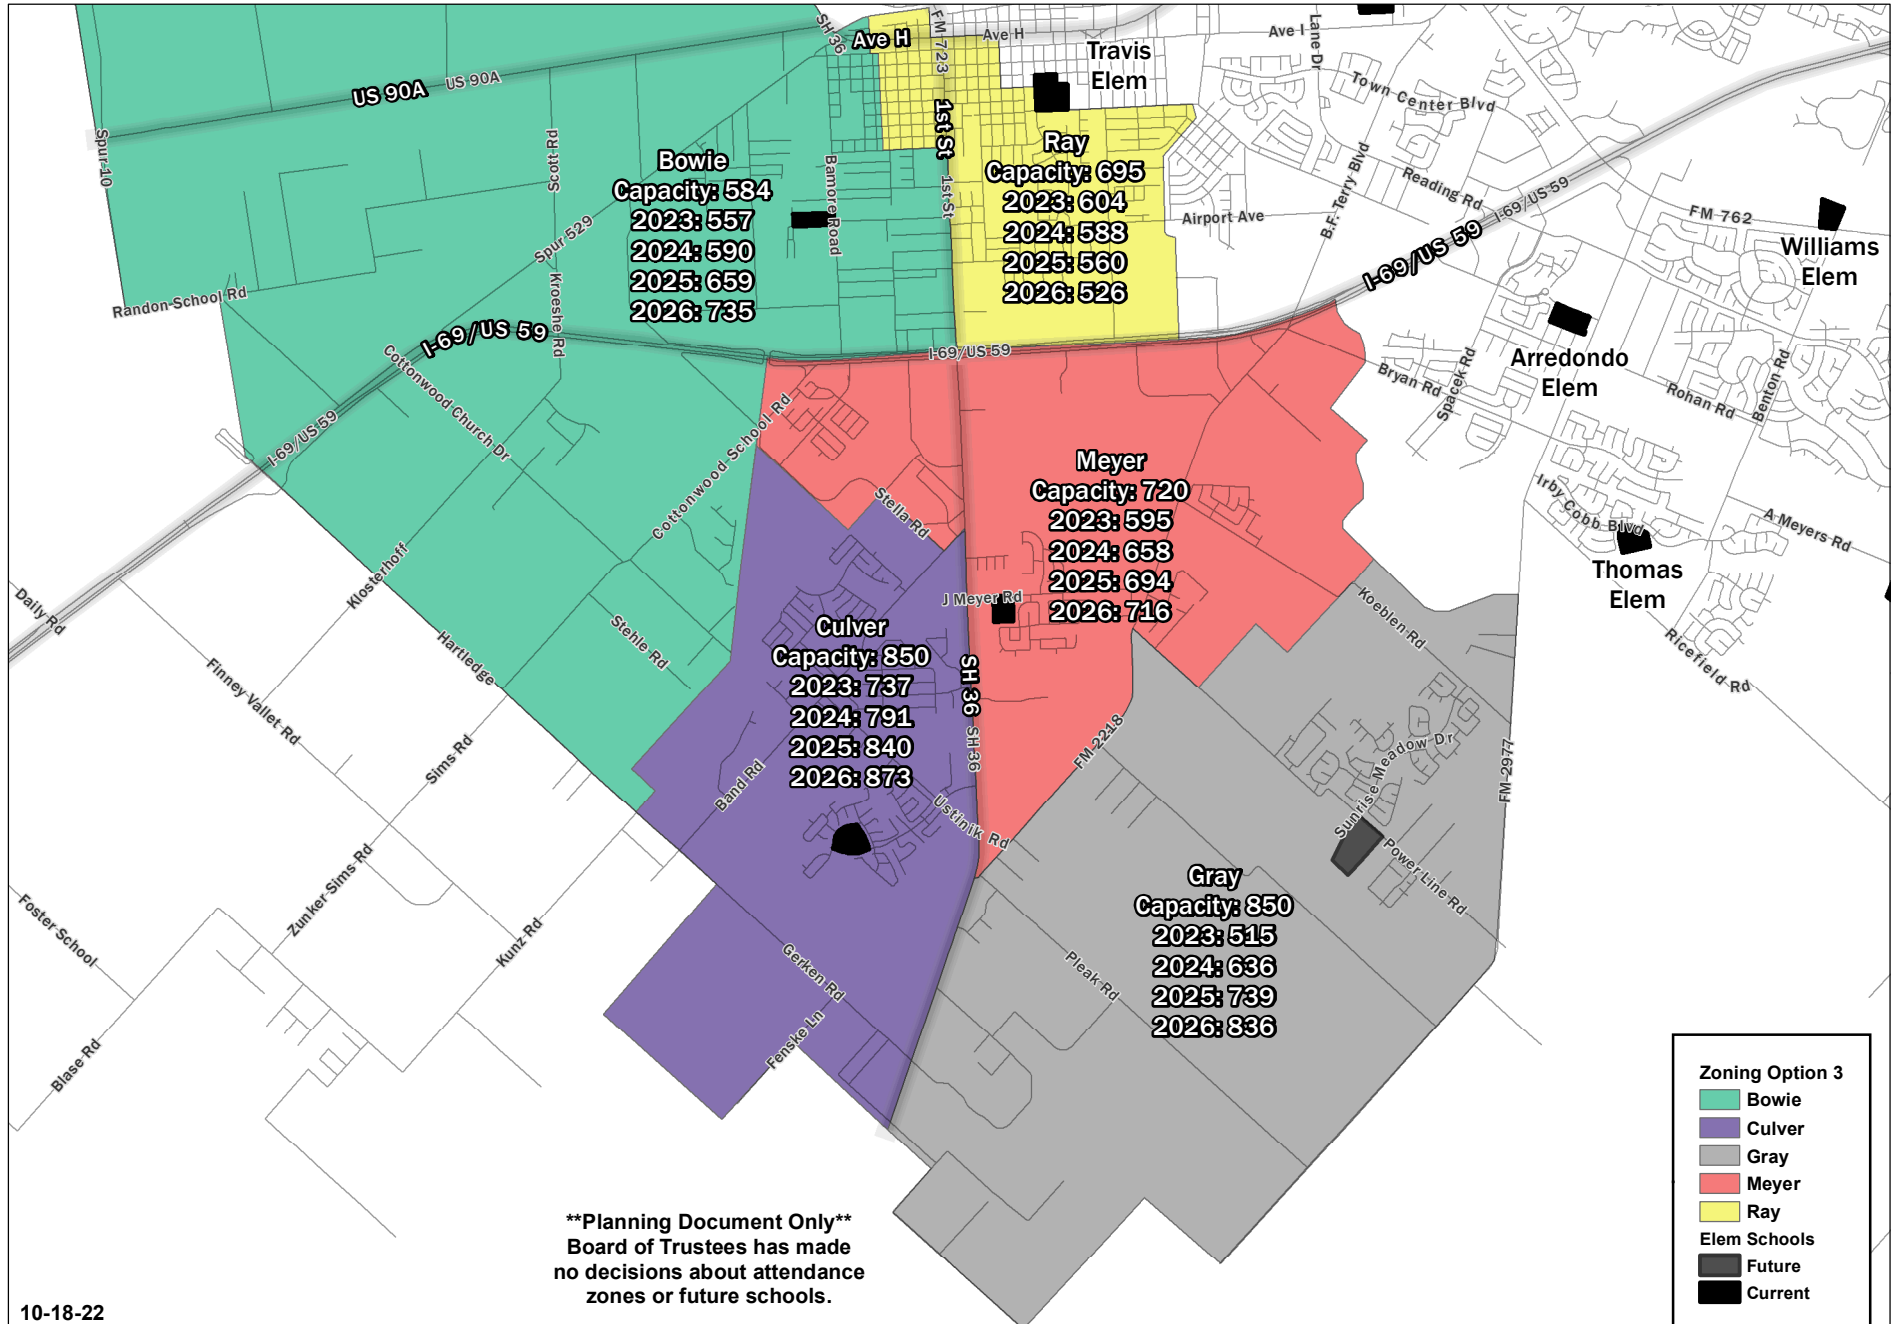 SH 36
FM 723
Ave H
Ave H
Ave I
Lane Dr
Travis
Elem
Town Center Blvd
US 90A
US 90A
Spur 10
Scott Rd
1st St
1st St
Bamore Road
Bowie
Capacity: 584
2023: 557
2024: 590
2025: 659
2026: 735
Ray
Capacity: 695
2023: 604
2024: 588
2025: 560
2026: 526
Airport Ave
B.F. Terry Blvd
Reading Rd
I-69/US 59
I-69/US 59
FM 762
Williams
Elem
Spur 529
Kroeshe Rd
Randon School Rd
I-69/US 59
I-69/US 59
I-69/US 59
Cottonwood Church Dr
Cottonwood School Rd
Bryan Rd
Spacek Rd
Arredondo
Elem
Rohan Rd
Benton Rd
Irby Cobb Blvd
A Meyers Rd
Thomas
Elem
Ricefield Rd
Meyer
Capacity: 720
2023: 595
2024: 658
2025: 694
2026: 716
Stella Rd
J Meyer Rd
Koeblen Rd
Daily Rd
Klosterhoff
Hartledge
Stehle Rd
Finney Vallet Rd
Sims Rd
Culver
Capacity: 850
2023: 737
2024: 791
2025: 840
2026: 873
SH 36
SH 36
FM 2218
Band Rd
Ustinik Rd
Sunrise Meadow Dr
FM 2977
Power Line Rd
Gray
Capacity: 850
2023: 515
2024: 636
2025: 739
2026: 836
Foster School
Zunker-Sims Rd
Kunz Rd
Gerken Rd
Pleak Rd
Blase Rd
Fenske Ln
Zoning Option 3
Bowie
Culver
Gray
Meyer
Ray
Elem Schools
Future
Current
**Planning Document Only**
Board of Trustees has made
no decisions about attendance
zones or future schools.
10-18-22